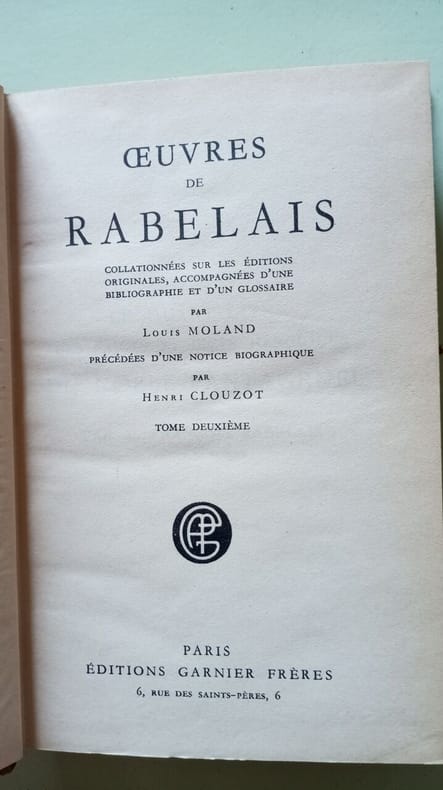 ŒUVRES
DE
RABELAIS
COLLATIONNÉES SUR LES ÉDITIONS
ORIGINALES, ACCOMPAGNÉES D'UNE
BIBLIOGRAPHIE ET D'UN GLOSSAIRE
PAR
LOUIS MOLAND
PRÉCÉDÉES D'UNE NOTICE BIOGRAPHIQUE
PAR
HENRI CLOUZOT
TOME DEUXIÈME
PARIS
ÉDITIONS GARNIER FRÈRES
6, RUE DES SAINTS-PÈRES, 6